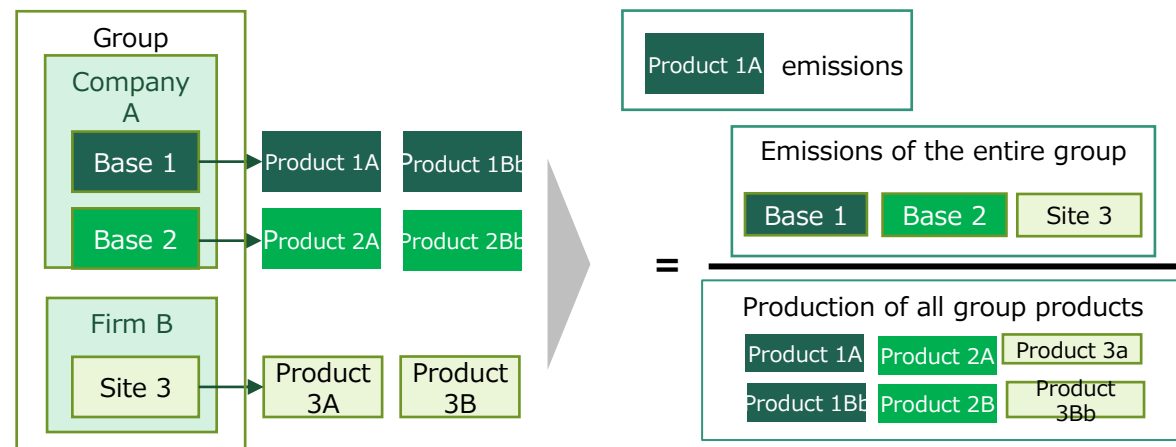 Group
Company
A
Base 1
Product 1A
Product 1Bb
Base 2
Product 2A
Product 2Bb
Firm B
Site 3
Product
3A
Product
3B
Product 1A emissions
=
Emissions of the entire group
Base 1
Base 2
Site 3
Production of all group products
Product 1A
Product 2A
Product 3a
Product 1Bb
Product 2B
Product
3Bb